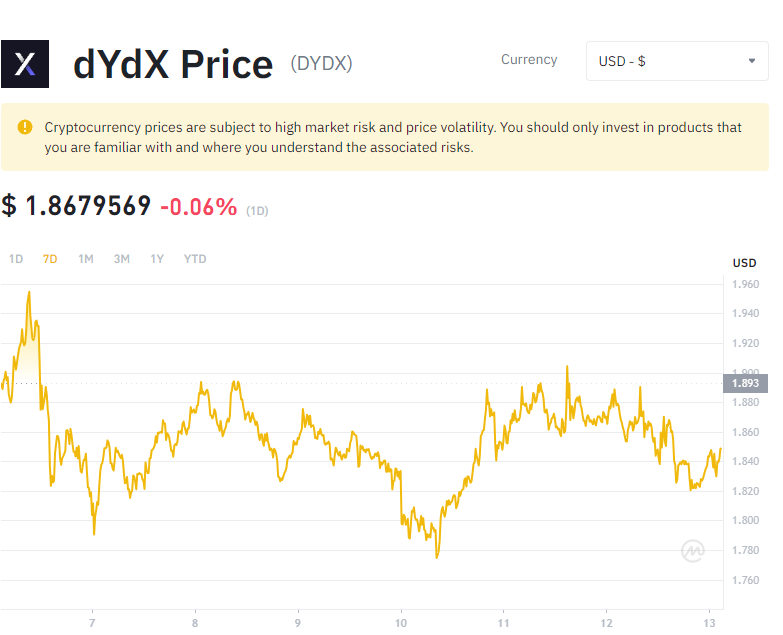 dYdX Price (DYDX)
Currency
USD - $
Cryptocurrency prices are subject to high market risk and price volatility. You should only invest in products that
you are familiar with and where you understand the associated risks.
$ 1.8679569 -0.06% (1D)
1D 7D 1M 3M 1Y YTD
USD
1.960
1.940
1.920
1.900
1.893
1.880
1.860
1.840
1.820
1.800
1.780
1.760
7 8 9 10 11 12 13